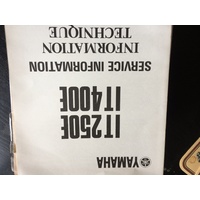 YAMAHA
IT250E
IT400E
SERVICE INFORMATION
INFORMATION
TECHNIQUE